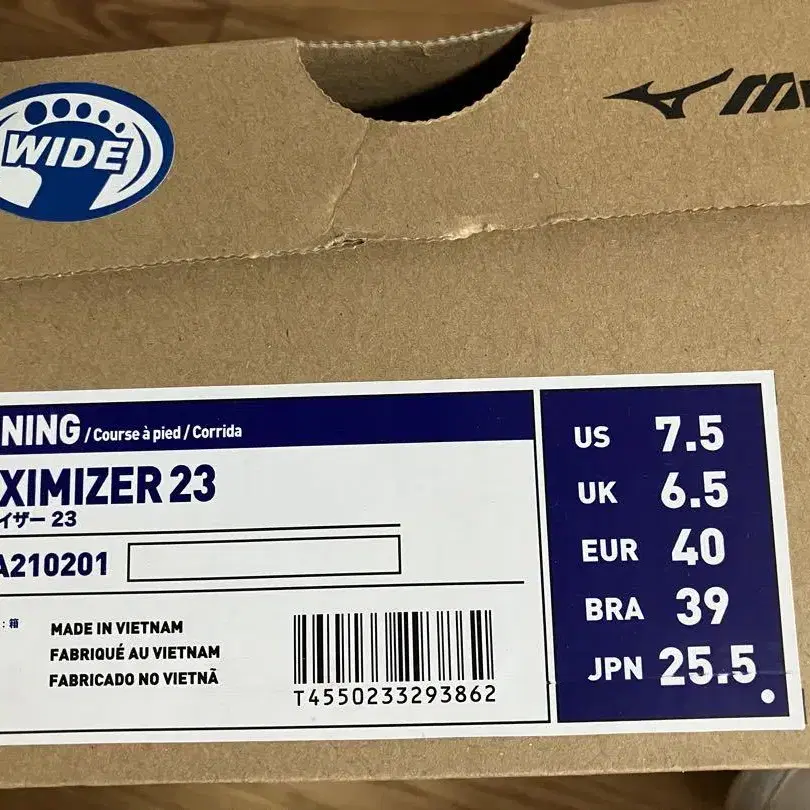 WIDE
NING / Course à pied / Corrida
XIMIZER 23
イザー 23
A210201
: 箱
MADE IN VIETNAM
FABRIQUÉ AU VIETNAM
FABRICADO NO VIETNÃ
T4550233293862
US 7.5
UK 6.5
EUR 40
BRA 39
JPN 25.5